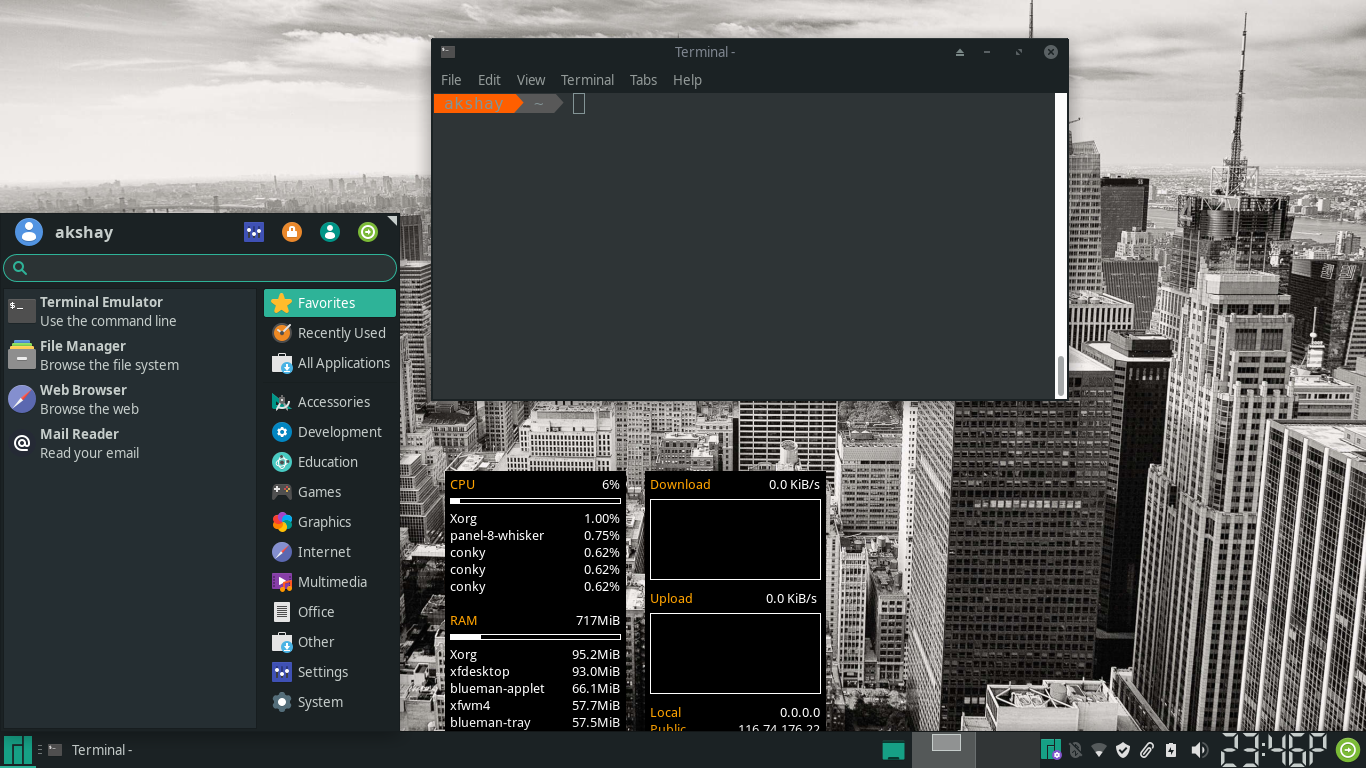 Terminal -
File Edit View Terminal Tabs Help
akshay ~
akshay
Terminal Emulator
Use the command line
File Manager
Browse the file system
Web Browser
Browse the web
Mail Reader
Read your email
Favorites
Recently Used
All Applications
Accessories
Development
Education
Games
Graphics
Internet
Multimedia
Office
Other
Settings
System
CPU 6%
Xorg 1.00%
panel-8-whisker 0.75%
conky 0.62%
conky 0.62%
conky 0.62%
RAM 717MiB
Xorg 95.2MiB
xfdesktop 93.0MiB
blueman-applet 66.1MiB
xfwm4 57.7MiB
blueman-tray 57.5MiB
Download 0.0 KiB/s
Upload 0.0 KiB/s
Local 0.0.0.0
Public 116.74.176.22
Terminal -
23:46P